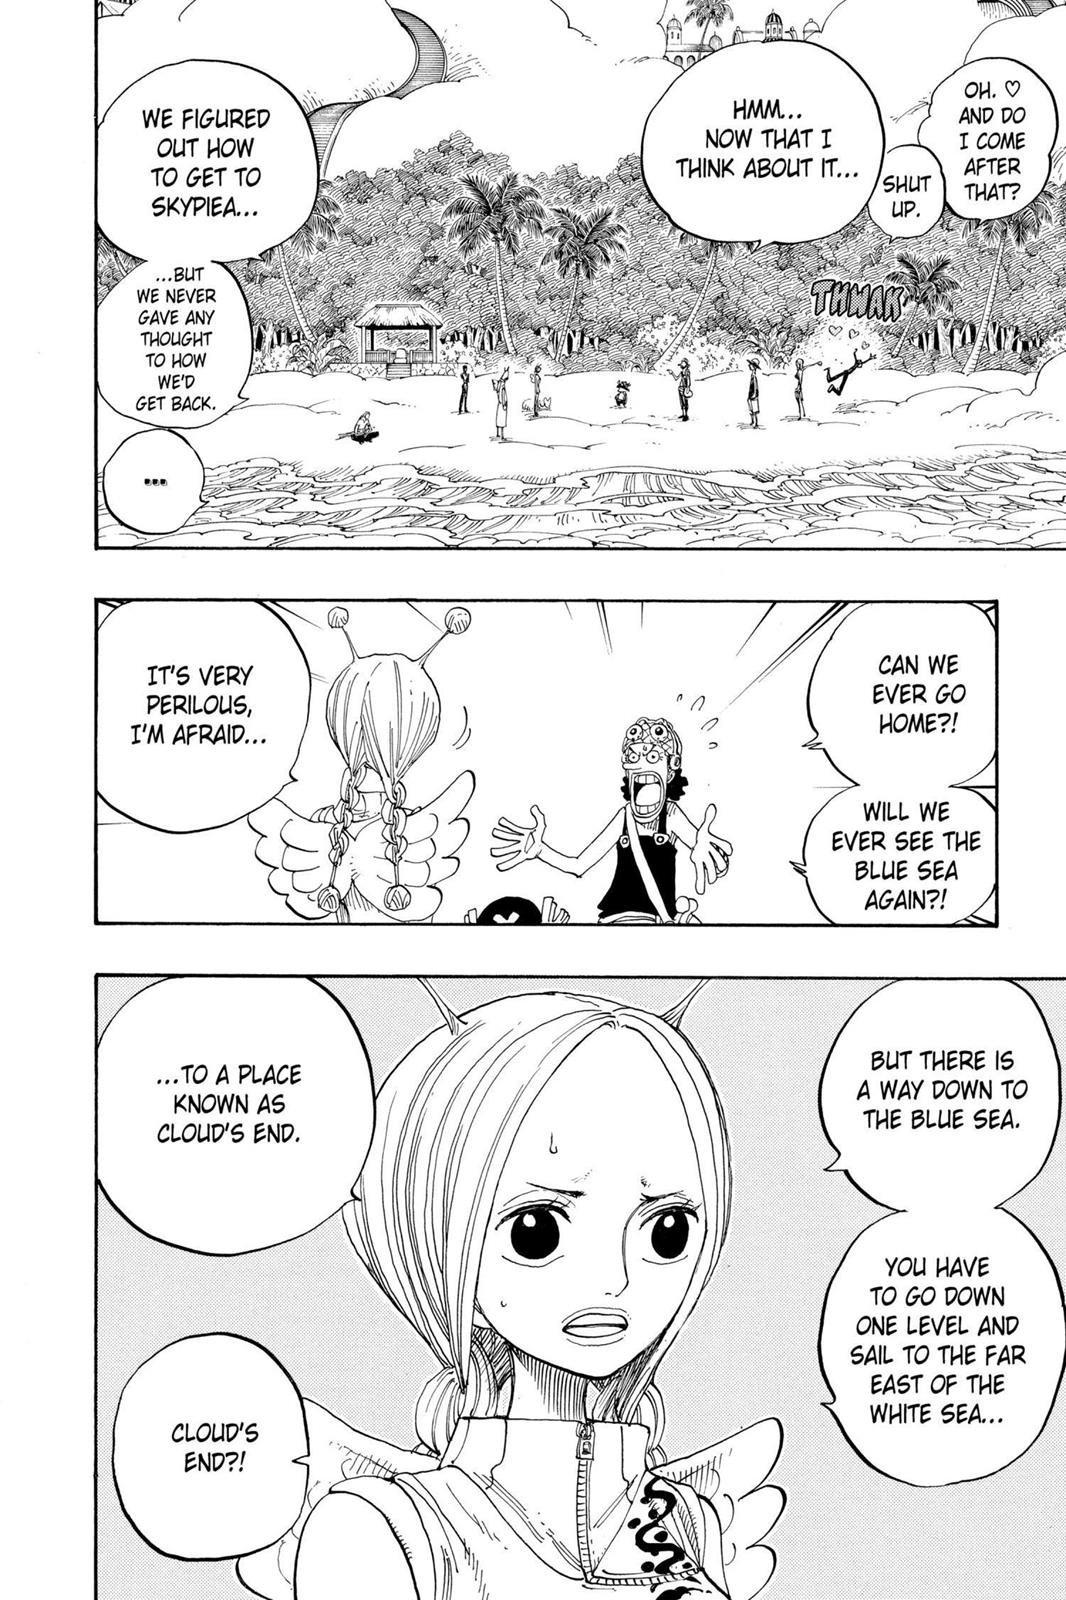 OH. ♡
AND DO
I COME
AFTER
THAT?
SHUT
UP.
THWAK
HMM...
NOW THAT I
THINK ABOUT IT...
WE FIGURED
OUT HOW
TO GET TO
SKYPIEA...
...BUT
WE NEVER
GAVE ANY
THOUGHT
TO HOW
WE'D
GET BACK.
...
CAN WE
EVER GO
HOME?!
WILL WE
EVER SEE THE
BLUE SEA
AGAIN?!
IT'S VERY
PERILOUS,
I'M AFRAID...
BUT THERE IS
A WAY DOWN TO
THE BLUE SEA.
YOU HAVE
TO GO DOWN
ONE LEVEL AND
SAIL TO THE FAR
EAST OF THE
WHITE SEA...
...TO A PLACE
KNOWN AS
CLOUD'S END.
CLOUD'S
END?!